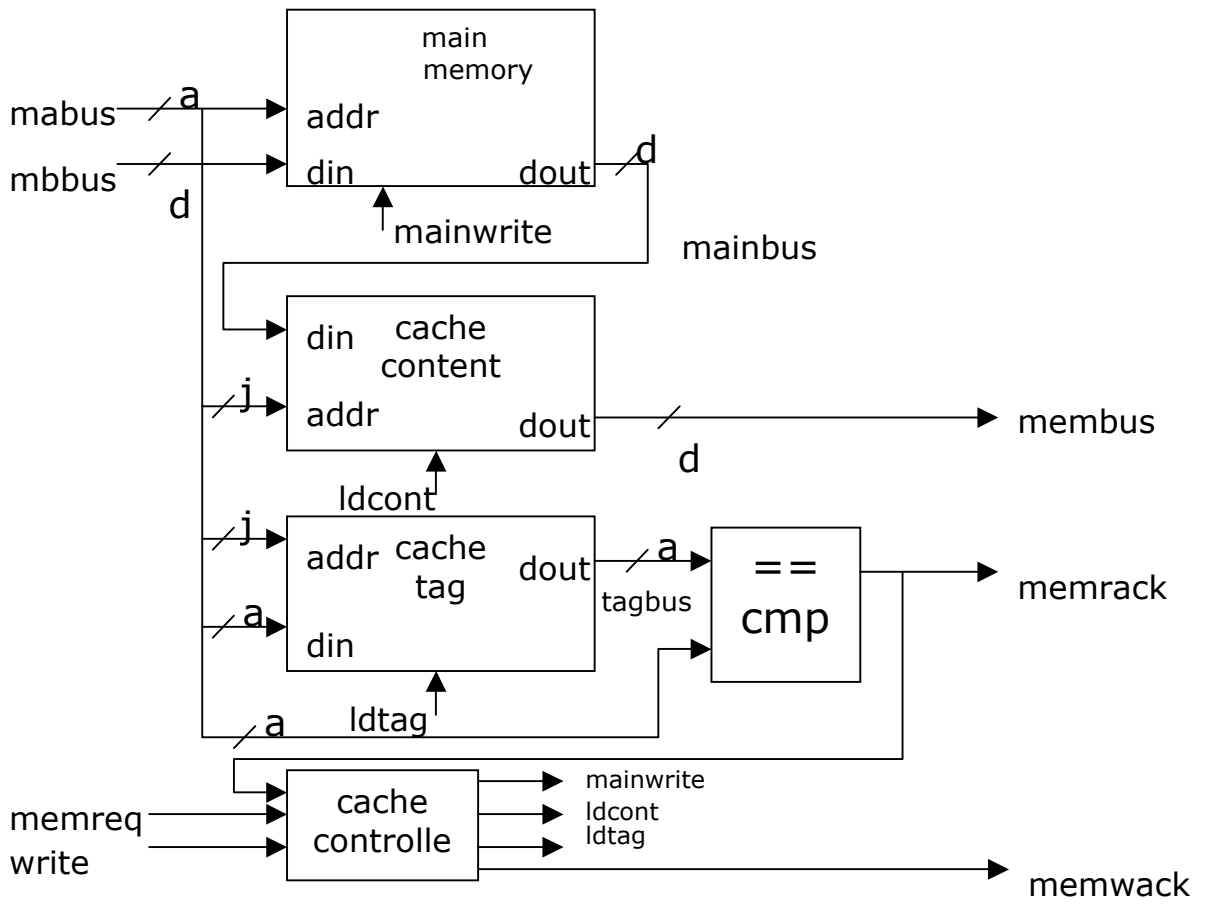 main
memory
mabus
a
addr
mbbus
d
din
dout
d
mainwrite
mainbus
din
cache
content
j
addr
dout
membus
d
ldcont
j
addr
cache
tag
dout
a
tagbus
==
cmp
memrack
a
din
ldtag
a
cache
controlle
mainwrite
ldcont
ldtag
memreq
write
memwack